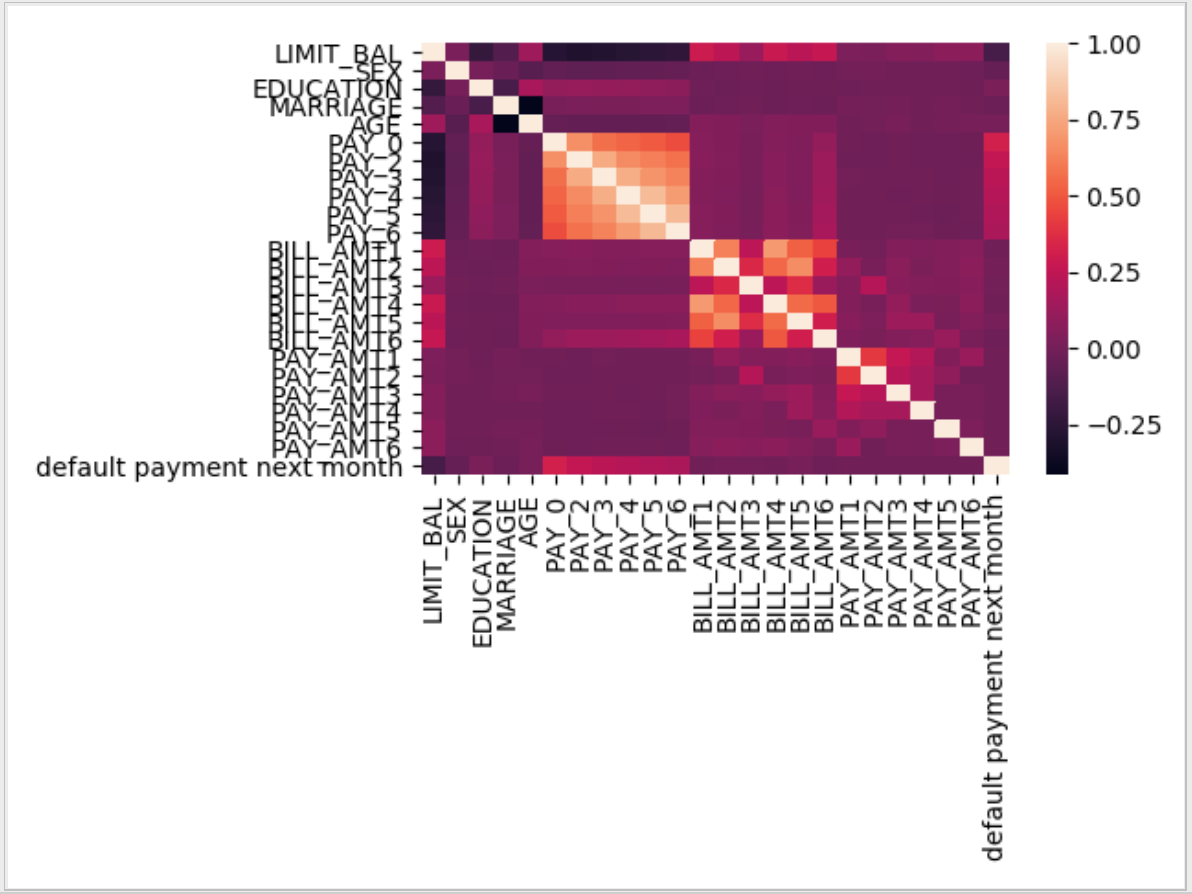 LIMIT_BAL
SEX
EDUCATION
MARRIAGE
AGE
PAY_0
PAY_2
PAY_3
PAY_4
PAY_5
PAY_6
BILL_AMT1
BILL_AMT2
BILL_AMT3
BILL_AMT4
BILL_AMT5
BILL_AMT6
PAY_AMT1
PAY_AMT2
PAY_AMT3
PAY_AMT4
PAY_AMT5
PAY_AMT6
default payment next month
1.00
0.75
0.50
0.25
0.00
−0.25
LIMIT_BAL
SEX
EDUCATION
MARRIAGE
AGE
PAY_0
PAY_2
PAY_3
PAY_4
PAY_5
PAY_6
BILL_AMT1
BILL_AMT2
BILL_AMT3
BILL_AMT4
BILL_AMT5
BILL_AMT6
PAY_AMT1
PAY_AMT2
PAY_AMT3
PAY_AMT4
PAY_AMT5
PAY_AMT6
default payment next month